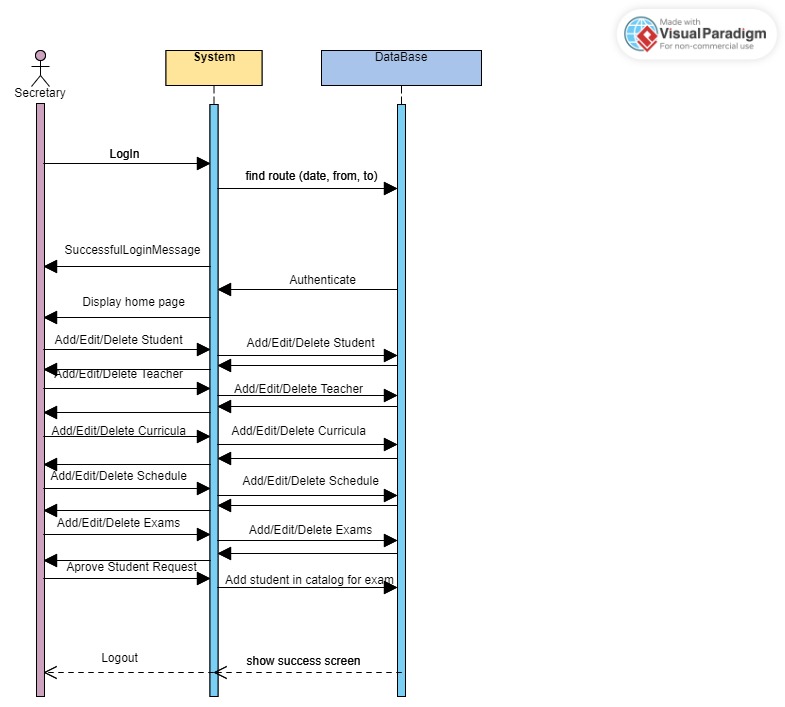 Made with
VisualParadigm
For non-commercial use
System
DataBase
Secretary
LogIn
find route (date, from, to)
SuccessfulLoginMessage
Authenticate
Display home page
Add/Edit/Delete Student
Add/Edit/Delete Student
Add/Edit/Delete Teacher
Add/Edit/Delete Teacher
Add/Edit/Delete Curricula
Add/Edit/Delete Curricula
Add/Edit/Delete Schedule
Add/Edit/Delete Schedule
Add/Edit/Delete Exams
Add/Edit/Delete Exams
Aprove Student Request
Add student in catalog for exam
Logout
show success screen